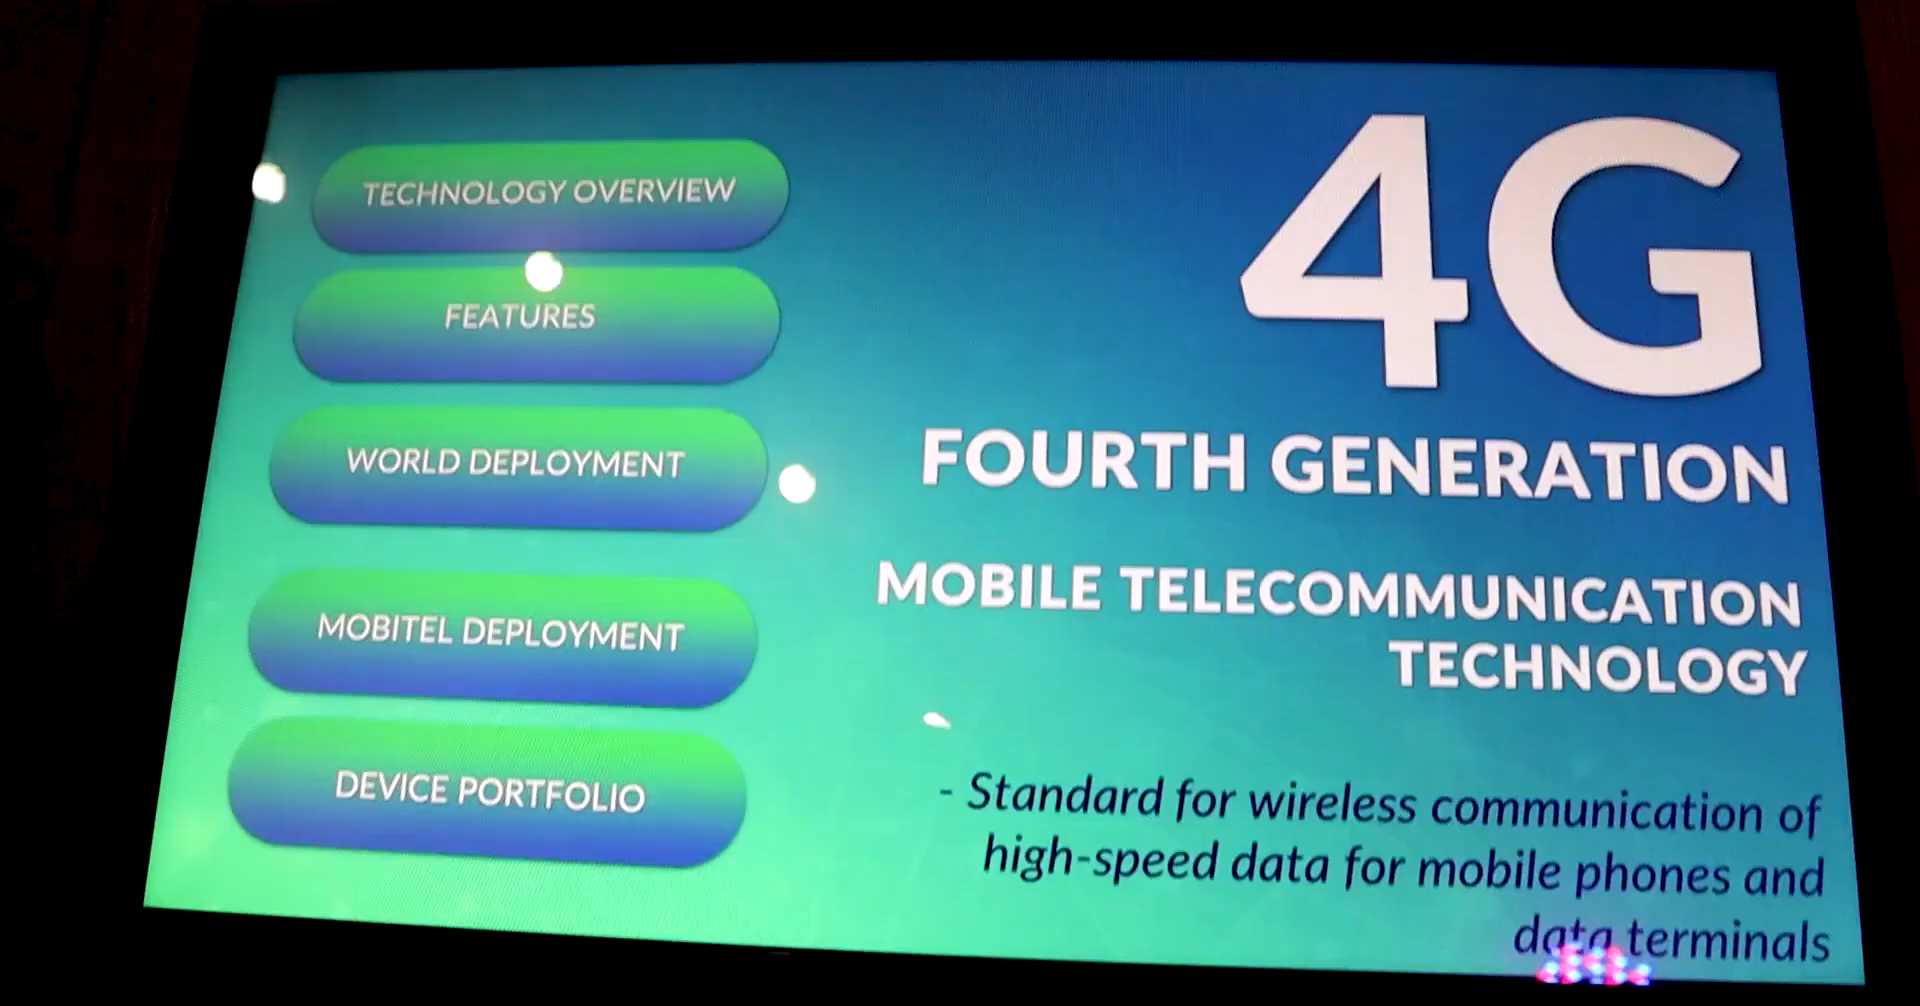 TECHNOLOGY OVERVIEW
FEATURES
WORLD DEPLOYMENT
MOBITEL DEPLOYMENT
DEVICE PORTFOLIO
4G
FOURTH GENERATION
MOBILE TELECOMMUNICATION
TECHNOLOGY
- Standard for wireless communication of
high-speed data for mobile phones and
data terminals